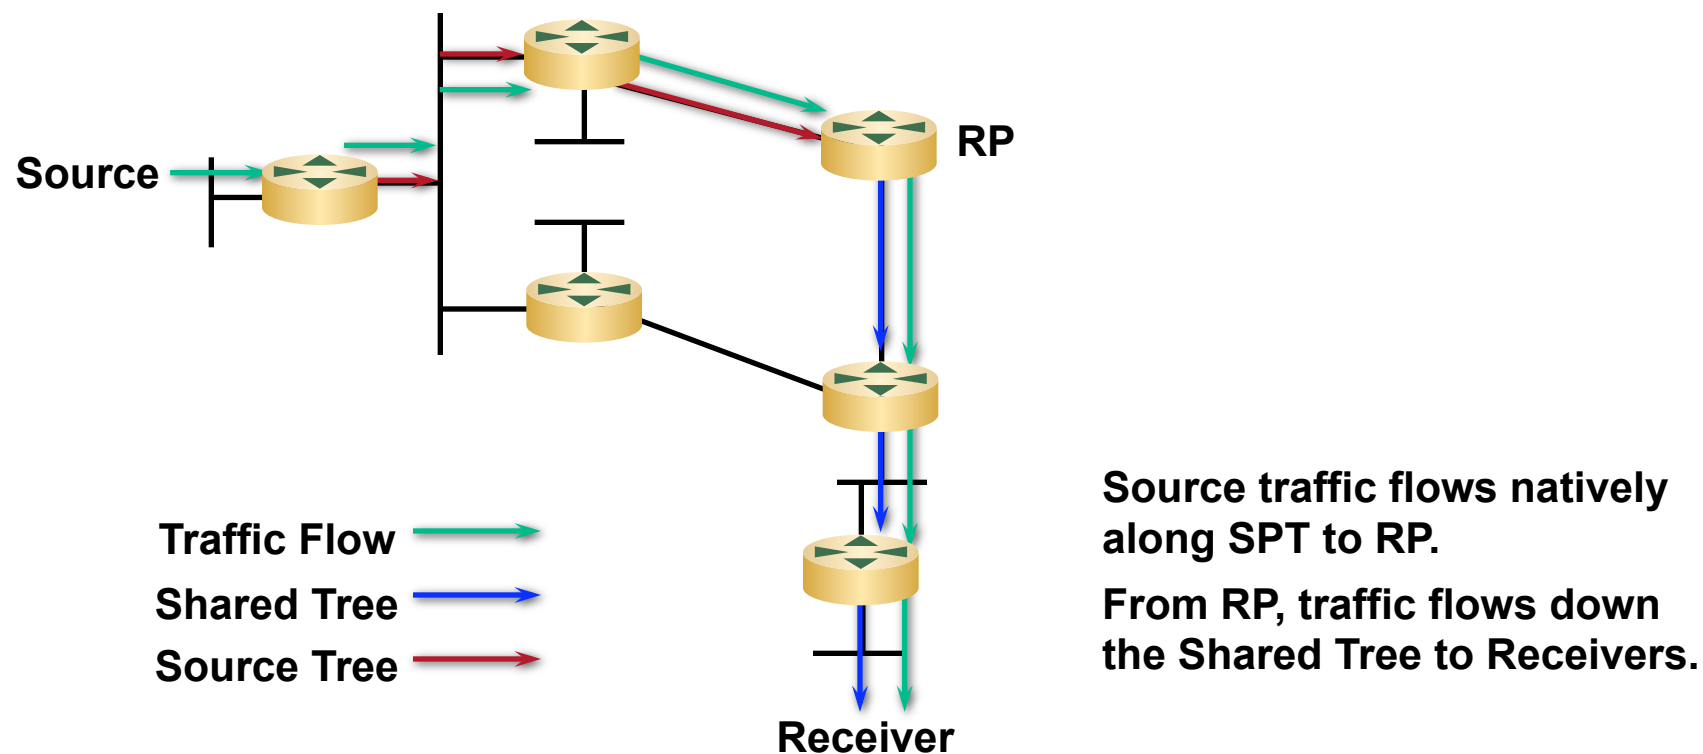 Source
RP
Traffic Flow
Shared Tree
Source Tree
Receiver
Source traffic flows natively
along SPT to RP.
From RP, traffic flows down
the Shared Tree to Receivers.